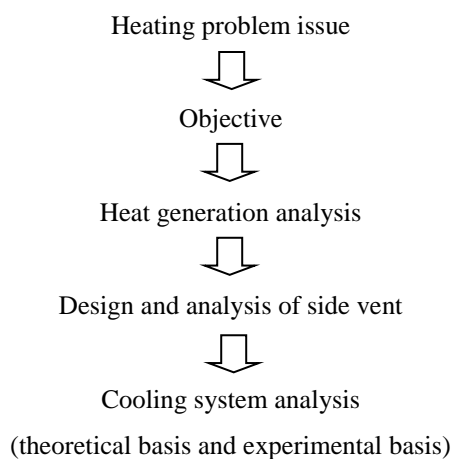 Heating problem issue
Objective
Heat generation analysis
Design and analysis of side vent
Cooling system analysis
(theoretical basis and experimental basis)